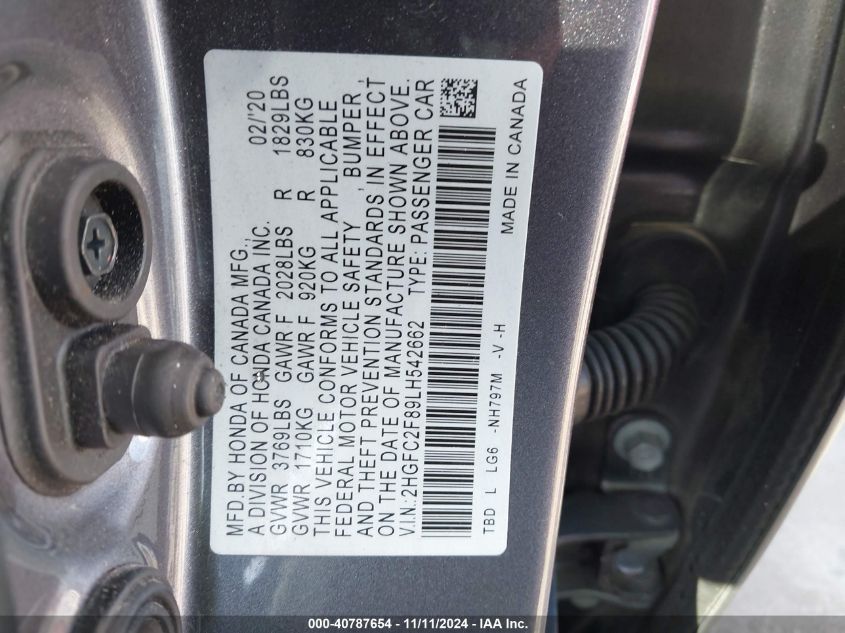 MFD.BY HONDA OF CANADA MFG., 02/'20
A DIVISION OF HONDA CANADA INC.
GVWR 3769LBS GAWR F 2028LBS R 1829LBS
GVWR 1710KG GAWR F 920KG R 830KG
THIS VEHICLE CONFORMS TO ALL APPLICABLE
FEDERAL MOTOR VEHICLE SAFETY , BUMPER ,
AND THEFT PREVENTION STANDARDS IN EFFECT
ON THE DATE OF MANUFACTURE SHOWN ABOVE.
V.I.N.:2HGFC2F89LH542662 TYPE: PASSENGER CAR
TBD L LG6 -NH797M -V -H MADE IN CANADA
000-40787654 - 11/11/2024 - IAA Inc.